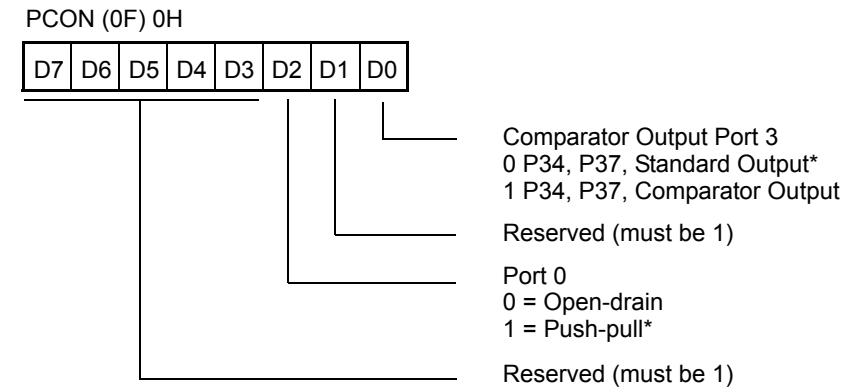 PCON (0F) 0H
D7 D6 D5 D4 D3 D2 D1 D0
Comparator Output Port 3
0 P34, P37, Standard Output*
1 P34, P37, Comparator Output
Reserved (must be 1)
Port 0
0 = Open-drain
1 = Push-pull*
Reserved (must be 1)